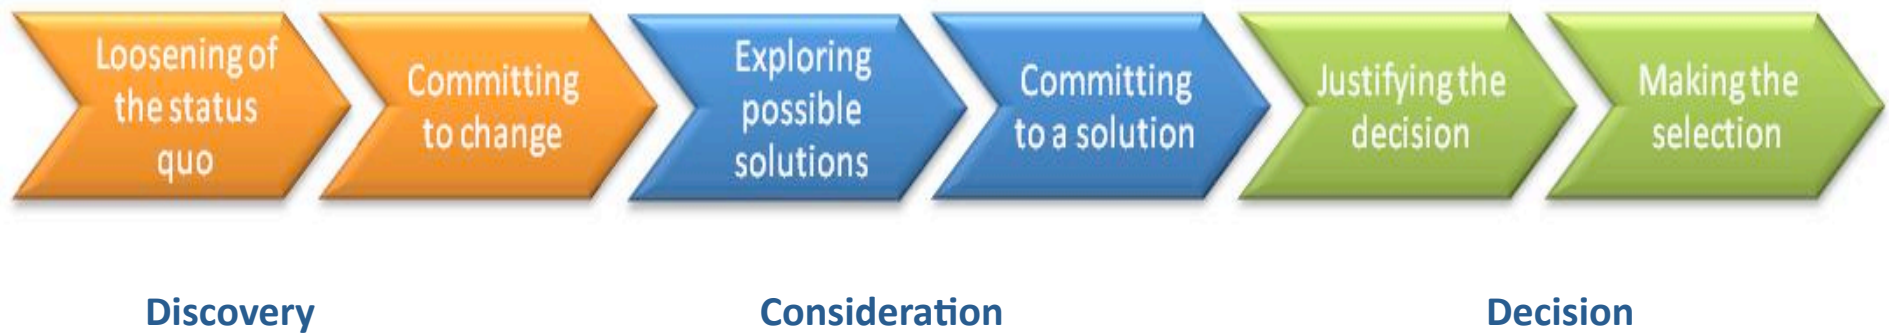 Loosening of
the status
quo
Committing
to change
Exploring
possible
solutions
Committing
to a solution
Justifying the
decision
Making the
selection
Discovery
Consideration
Decision